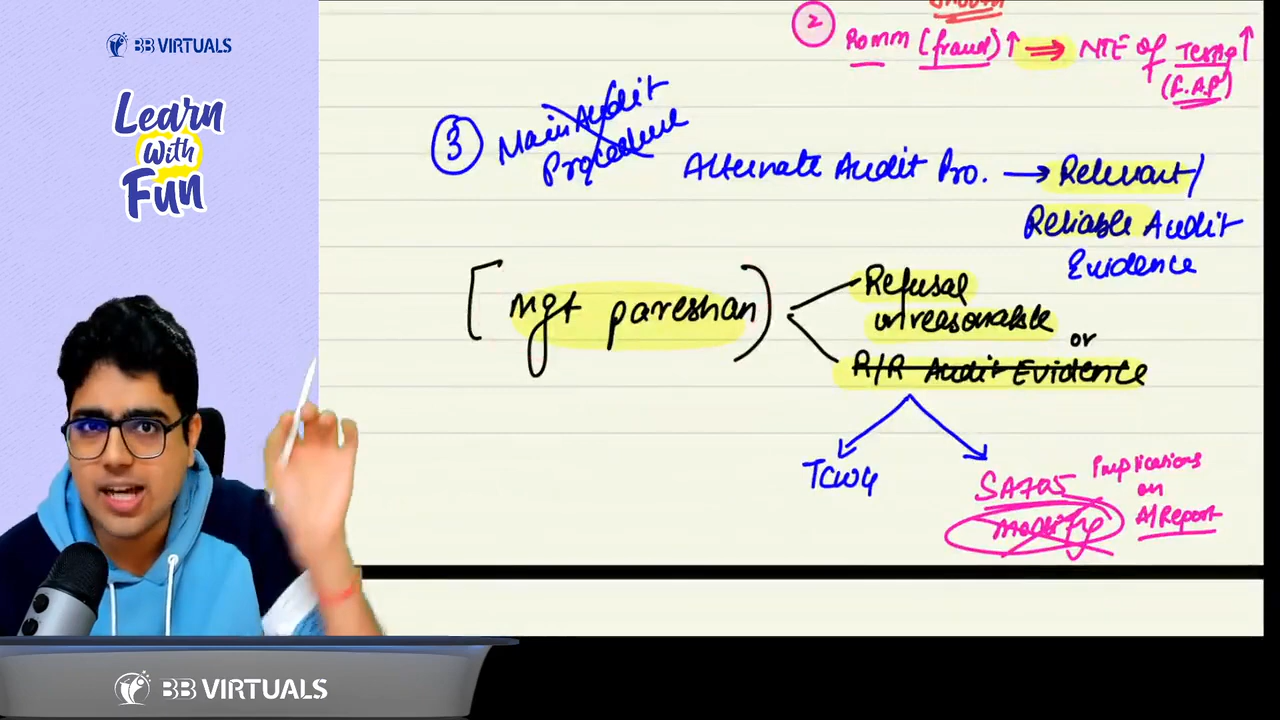 BB VIRTUALS
Learn
with
Fun
2
Romm (fraud) ↑ ⇒ NTE of Testing ↑
(F.A.P)
3 Main Audit
Procedure
Alternate Audit Pro. → Relevant/
Reliable Audit
Evidence
[Mgt pareshan)
Refusal
unreasonable
or
R/R Audit Evidence
TCWG
SA705
Modify
Implications
on
A/Report
BB VIRTUALS